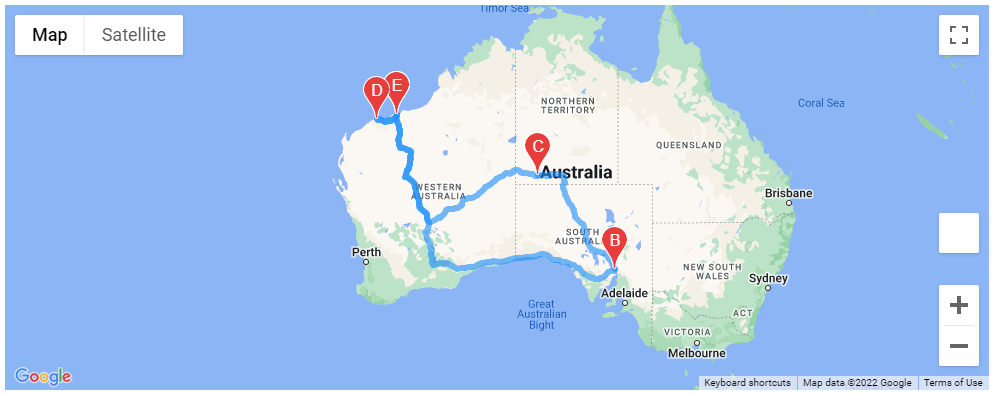 Timor Sea
Map
Satellite
D
E
NORTHERN
TERRITORY
Coral Sea
C
Australia
QUEENSLAND
WESTERN
AUSTRALIA
Brisbane
B
SOUTH
AUSTRALIA
Perth
NEW SOUTH
WALES
Sydney
Adelaide
Great
Australian
Bight
ACT
VICTORIA
Melbourne
Google
Keyboard shortcuts
Map data ©2022 Google
Terms of Use